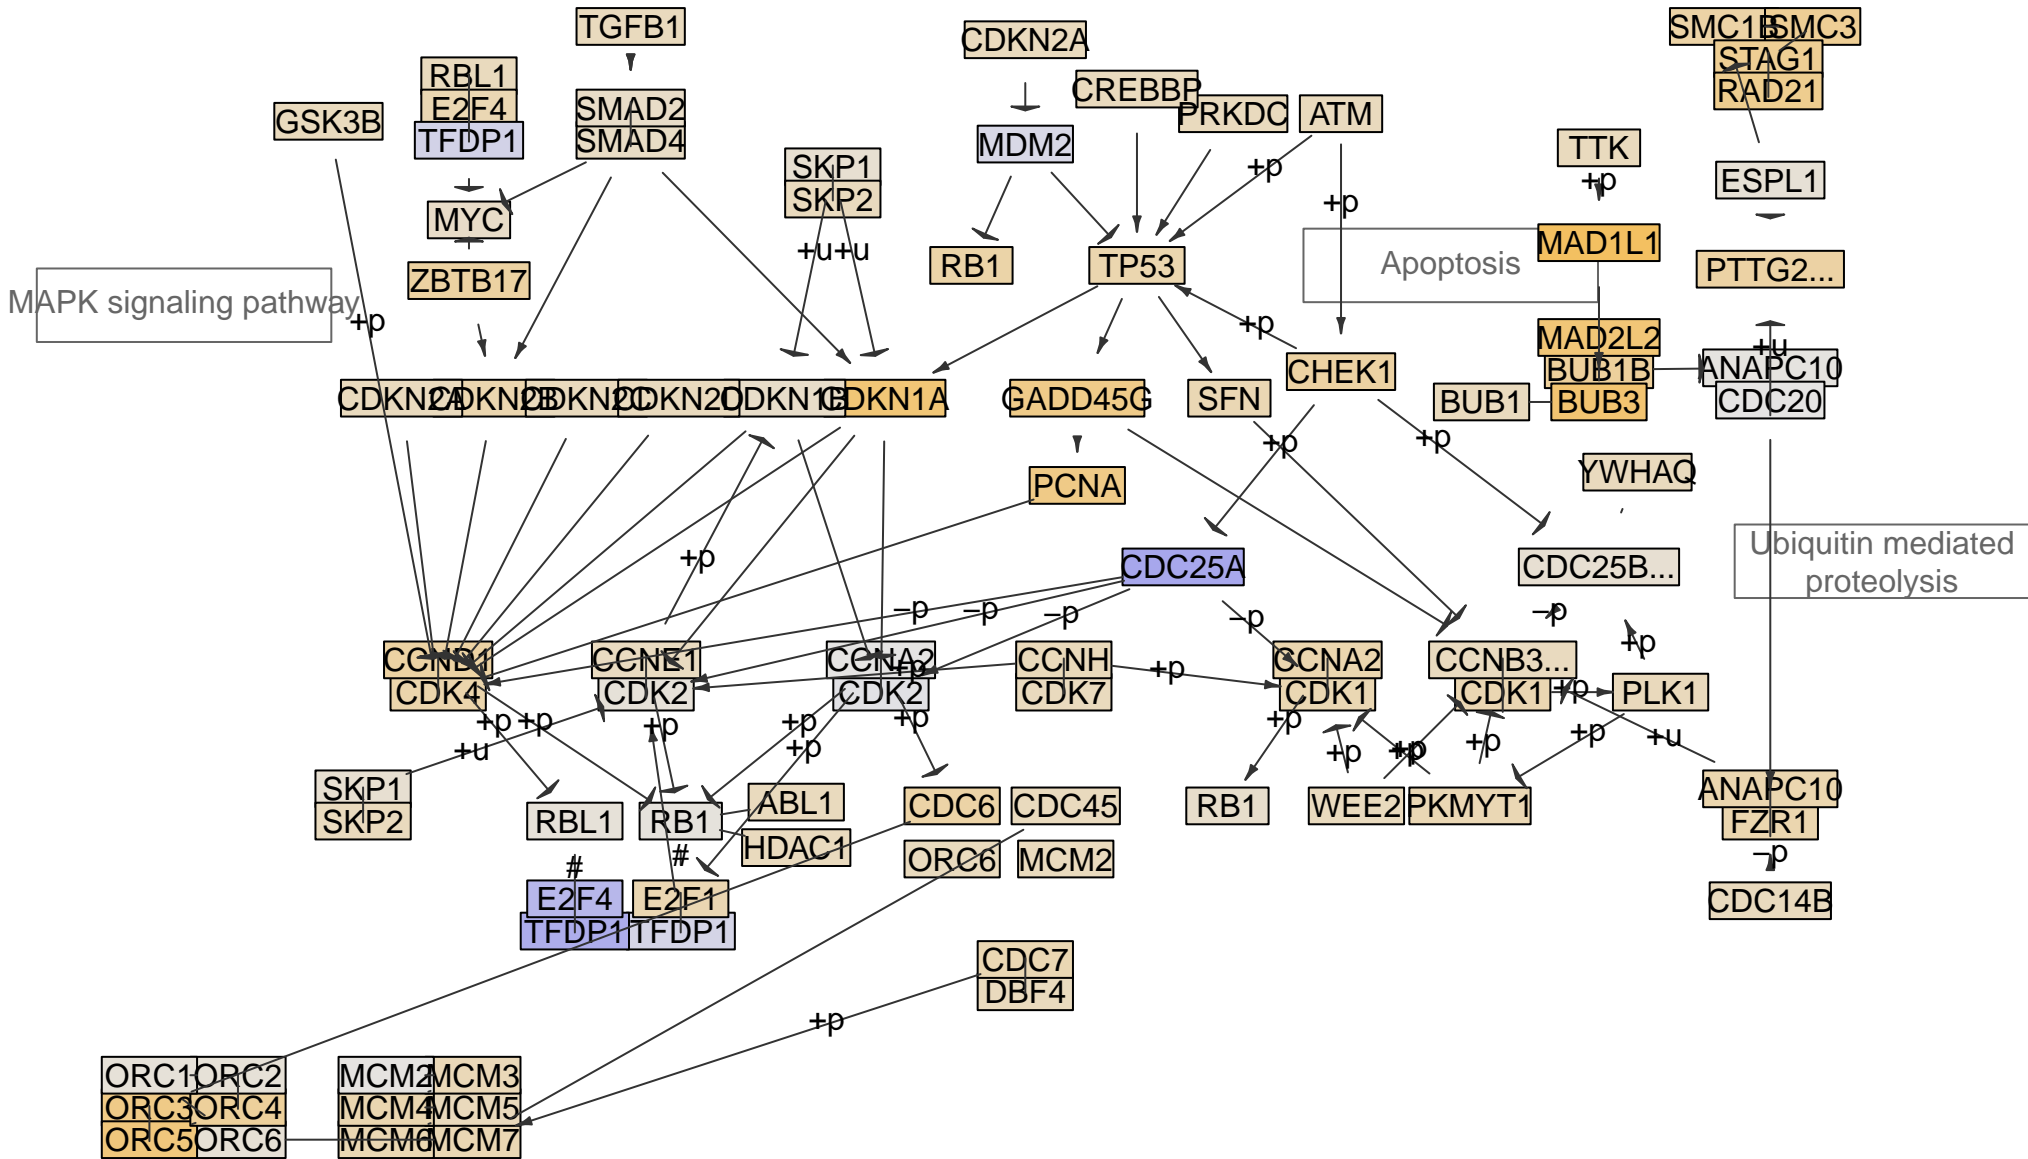 TGFB1
CDKN2A
SMC1B
SMC3
STAG1
RAD21
RBL1
E2F4
TFDP1
GSK3B
SMAD2
SMAD4
CREBBP
PRKDC
ATM
MDM2
TTK
+p
SKP1
SKP2
+p
+p
ESPL1
MYC
+u
+u
RB1
TP53
MAD1L1
Apoptosis
PTTG2...
ZBTB17
MAPK signaling pathway
+p
+p
MAD2L2
+u
BUB1B
ANAPC10
CHEK1
BUB1
BUB3
CDC20
CDKN2A
CDKN2B
CDKN2C
CDKN2D
CDKN1B
CDKN1A
GADD45G
SFN
+p
+p
PCNA
YWHAQ
+p
CDC25A
CDC25B...
Ubiquitin mediated
proteolysis
−p
−p
−p
−p
−p
+p
CCND1
CDK4
CCNE1
CDK2
CCNA2
CDK2
+p
CCNH
CDK7
+p
CCNA2
CDK1
CCNB3...
CDK1
+p
PLK1
+p
+p
+u
+p
+p
+p
+p
+p
+p
+p
+p
+p
+p
+u
SKP1
SKP2
RBL1
RB1
ABL1
HDAC1
CDC6
CDC45
ORC6
MCM2
RB1
WEE2
PKMYT1
ANAPC10
FZR1
−p
CDC14B
#
#
E2F4
TFDP1
E2F1
TFDP1
CDC7
DBF4
+p
ORC1
ORC2
MCM2
MCM3
ORC3
ORC4
MCM4
MCM5
ORC5
ORC6
MCM6
MCM7